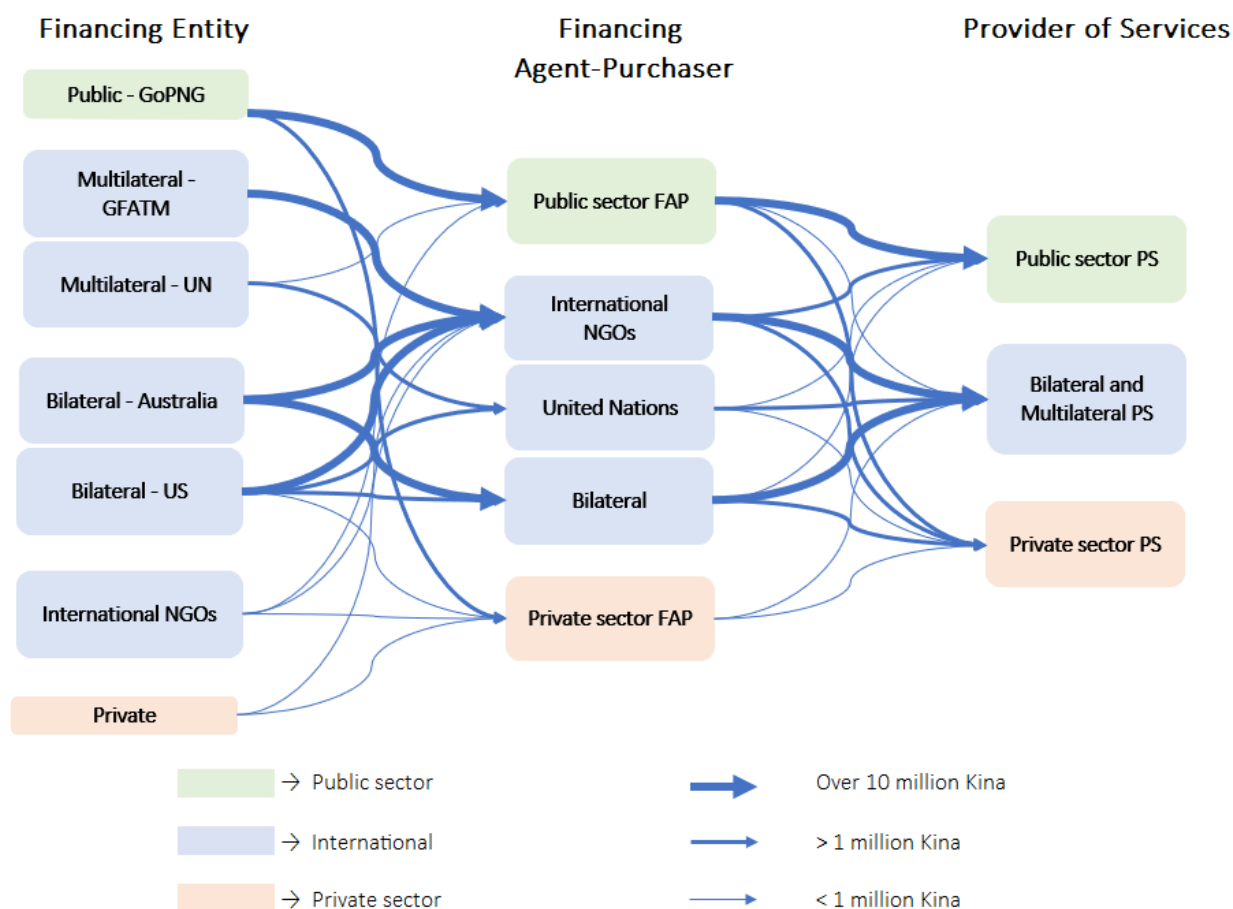 Financing Entity
Financing
Agent-Purchaser
Provider of Services
Public - GoPNG
Multilateral -
GFATM
Multilateral - UN
Bilateral - Australia
Bilateral - US
International NGOs
Private
Public sector FAP
International
NGOs
United Nations
Bilateral
Private sector FAP
Public sector PS
Bilateral and
Multilateral PS
Private sector PS
→ Public sector
→ International
→ Private sector
Over 10 million Kina
> 1 million Kina
< 1 million Kina